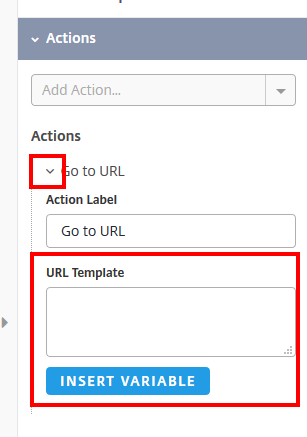 Actions
Add Action...
Actions
Go to URL
Action Label
Go to URL
URL Template
INSERT VARIABLE